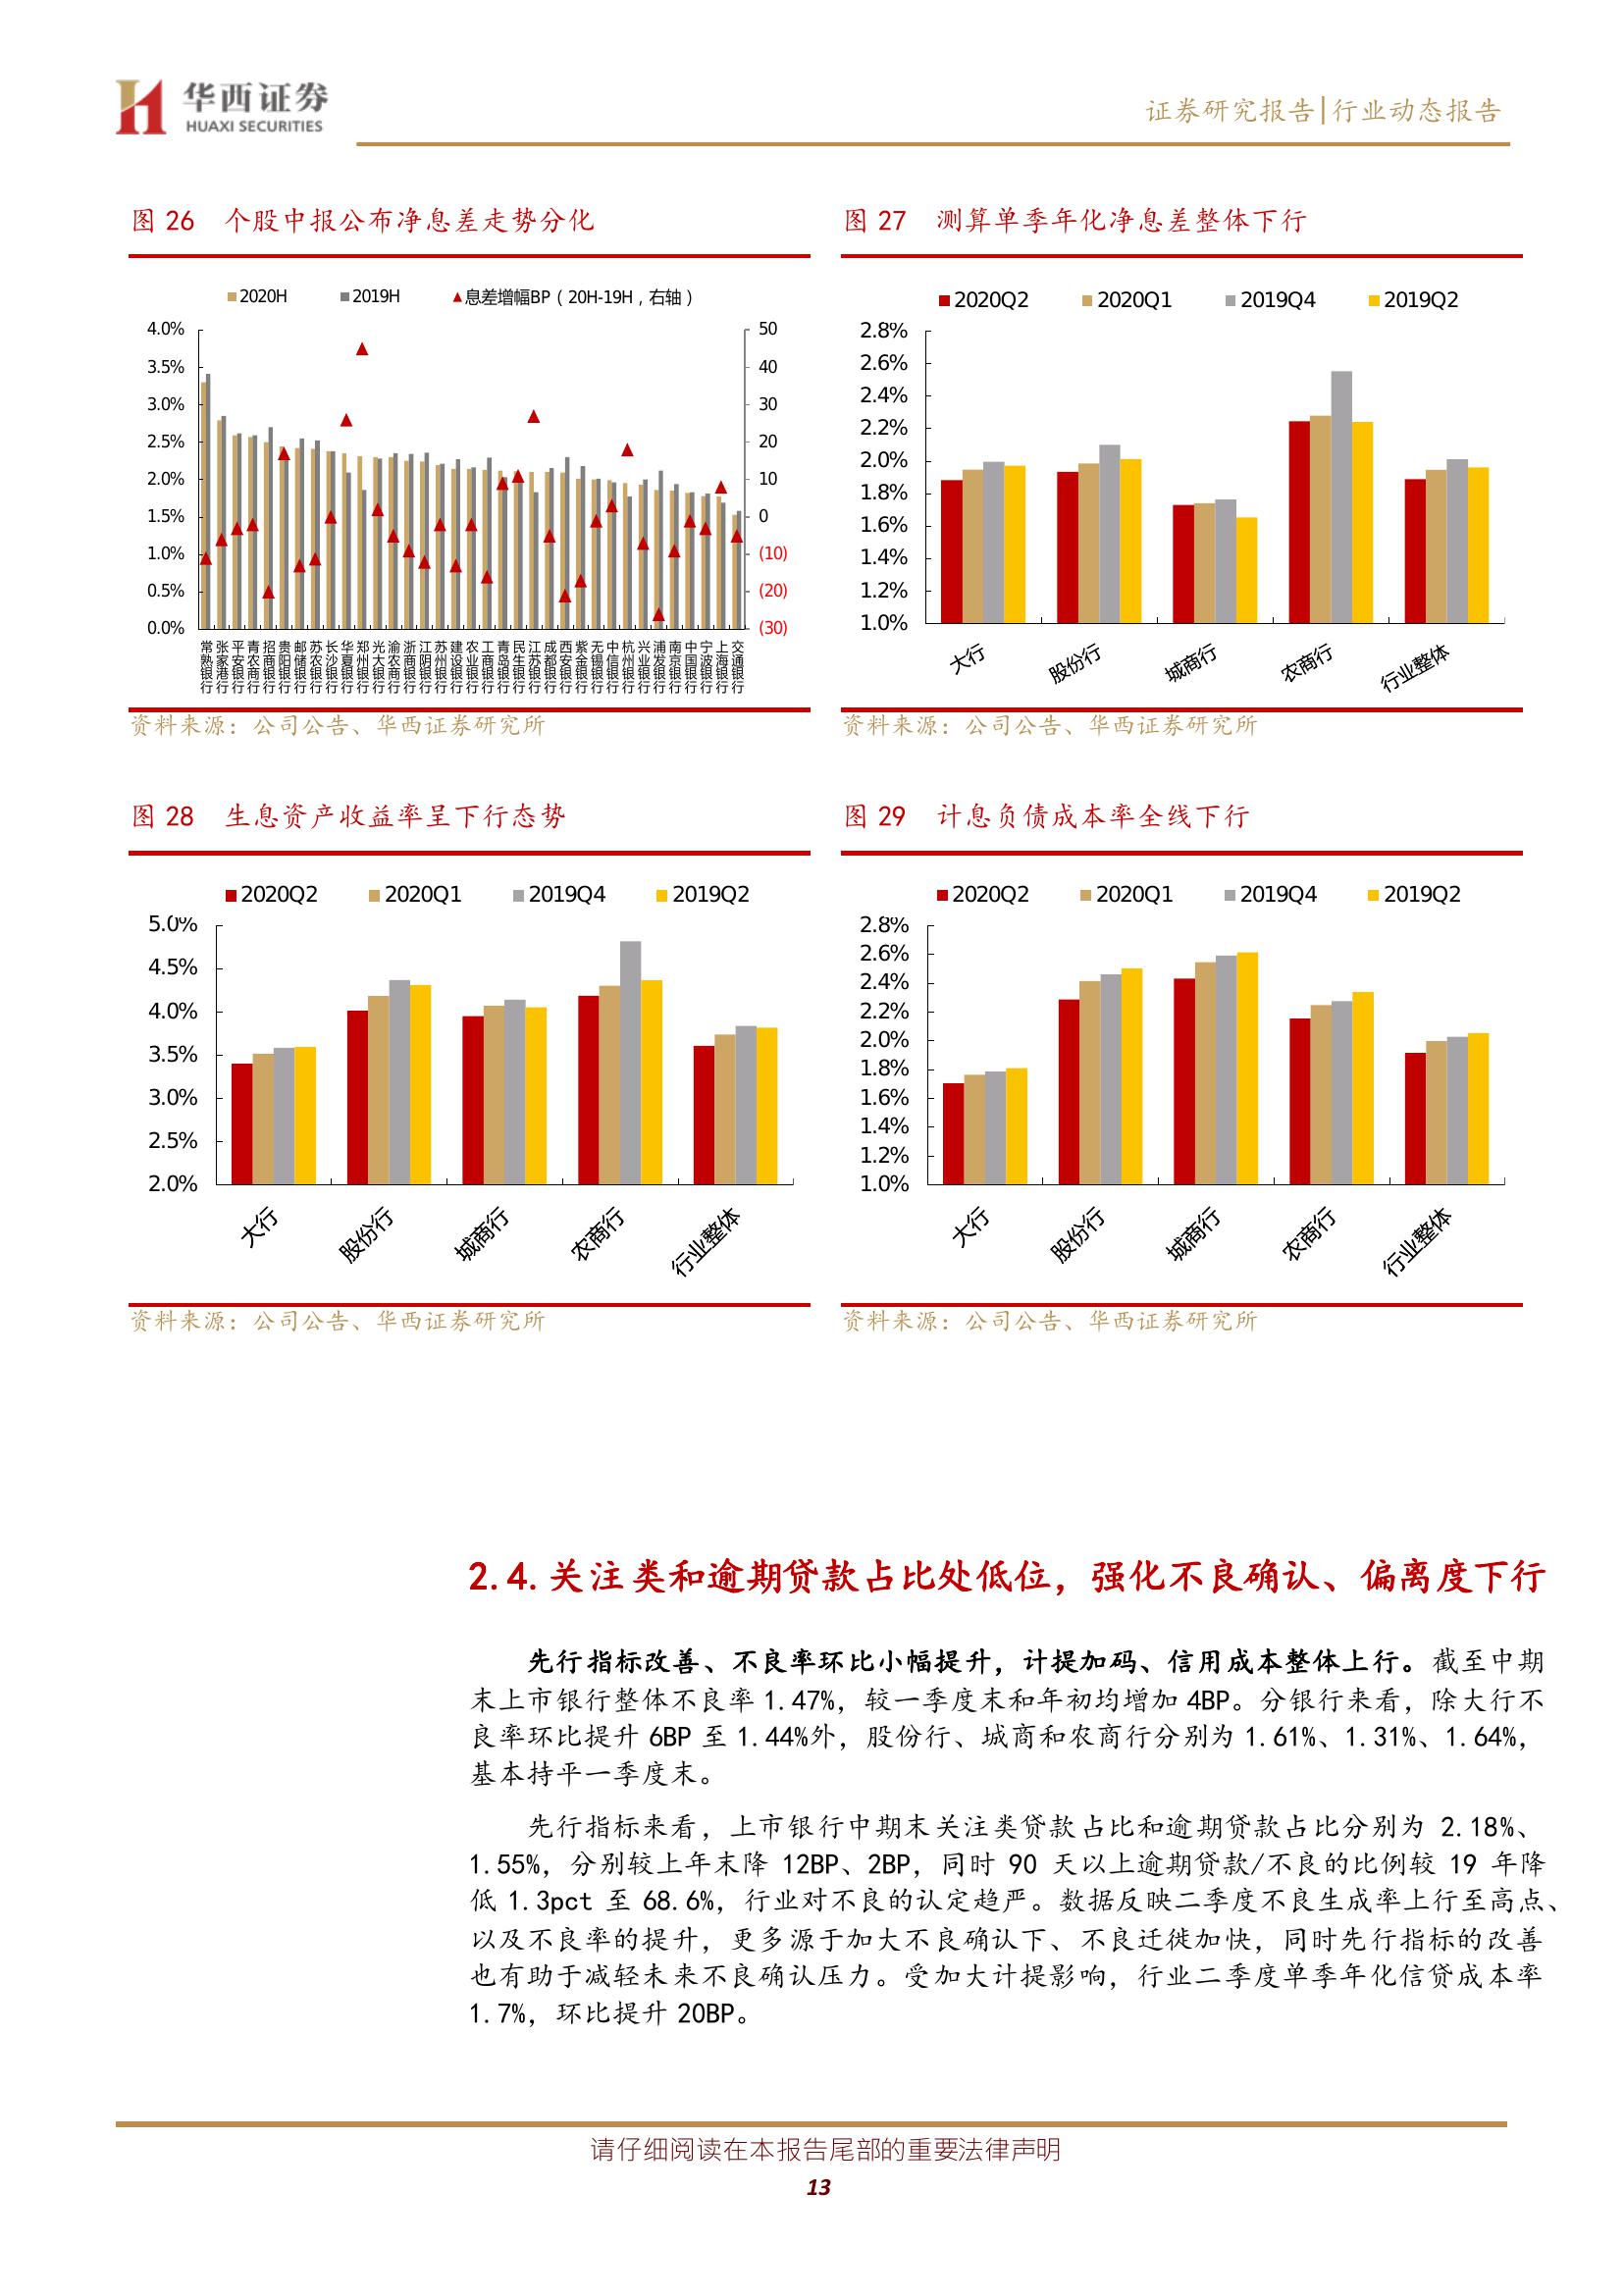 华西证券
HUAXI SECURITIES
证券研究报告|行业动态报告
图 26 个股中报公布净息差走势分化
2020H 2019H 息差增幅BP（20H-19H，右轴）
4.0%
3.5%
3.0%
2.5%
2.0%
1.5%
1.0%
0.5%
0.0%
50
40
30
20
10
0
(10)
(20)
(30)
常熟银行
张家港行
平安银行
青农商行
招商银行
贵阳银行
邮储银行
苏农银行
长沙银行
华夏银行
郑州银行
光大银行
渝农商行
浙商银行
江阴银行
苏州银行
建设银行
农业银行
工商银行
青岛银行
民生银行
江苏银行
成都银行
西安银行
紫金银行
无锡银行
中信银行
杭州银行
兴业银行
浦发银行
南京银行
中国银行
宁波银行
上海银行
交通银行
资料来源：公司公告、华西证券研究所
图 27 测算单季年化净息差整体下行
2020Q2 2020Q1 2019Q4 2019Q2
2.8%
2.6%
2.4%
2.2%
2.0%
1.8%
1.6%
1.4%
1.2%
1.0%
大行
股份行
城商行
农商行
行业整体
资料来源：公司公告、华西证券研究所
图 28 生息资产收益率呈下行态势
2020Q2 2020Q1 2019Q4 2019Q2
5.0%
4.5%
4.0%
3.5%
3.0%
2.5%
2.0%
大行
股份行
城商行
农商行
行业整体
资料来源：公司公告、华西证券研究所
图 29 计息负债成本率全线下行
2020Q2 2020Q1 2019Q4 2019Q2
2.8%
2.6%
2.4%
2.2%
2.0%
1.8%
1.6%
1.4%
1.2%
1.0%
大行
股份行
城商行
农商行
行业整体
资料来源：公司公告、华西证券研究所
2.4.关注类和逾期贷款占比处低位，强化不良确认、偏离度下行
先行指标改善、不良率环比小幅提升，计提加码、信用成本整体上行。截至中期
末上市银行整体不良率 1.47%，较一季度末和年初均增加 4BP。分银行来看，除大行不
良率环比提升 6BP 至 1.44%外，股份行、城商和农商行分别为 1.61%、1.31%、1.64%，
基本持平一季度末。
先行指标来看，上市银行中期末关注类贷款占比和逾期贷款占比分别为 2.18%、
1.55%，分别较上年末降 12BP、2BP，同时 90 天以上逾期贷款/不良的比例较 19 年降
低 1.3pct 至 68.6%，行业对不良的认定趋严。数据反映二季度不良生成率上行至高点、
以及不良率的提升，更多源于加大不良确认下、不良迁徙加快，同时先行指标的改善
也有助于减轻未来不良确认压力。受加大计提影响，行业二季度单季年化信贷成本率
1.7%，环比提升 20BP。
请仔细阅读在本报告尾部的重要法律声明
13